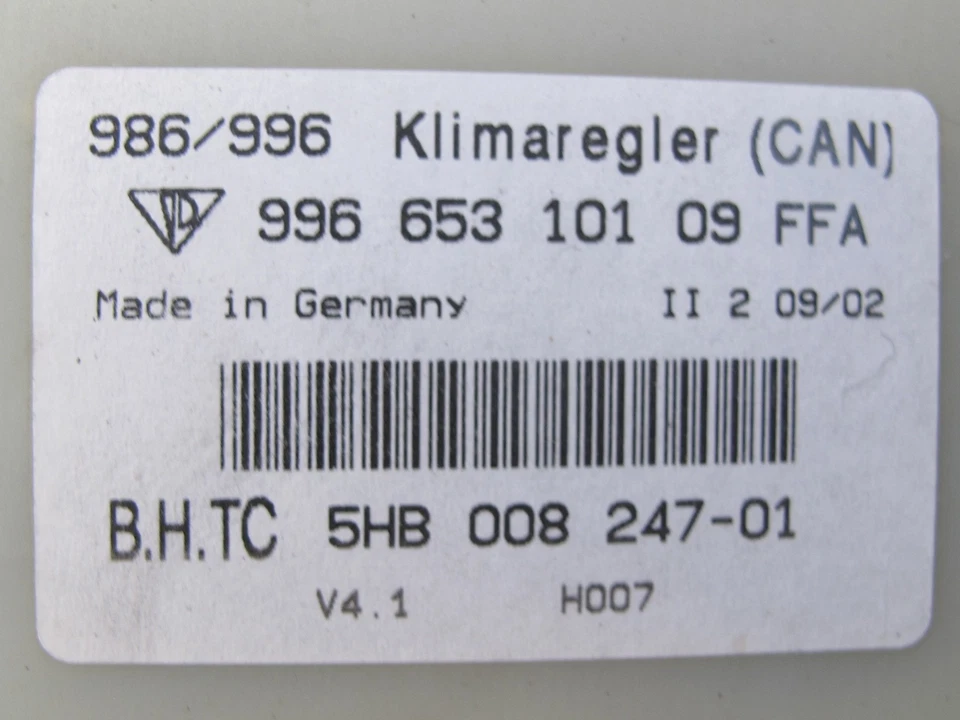 986/996 Klimaregler (CAN)
996 653 101 09 FFA
Made in Germany II 2 09/02
B.H.TC 5HB 008 247-01
V4.1 H007